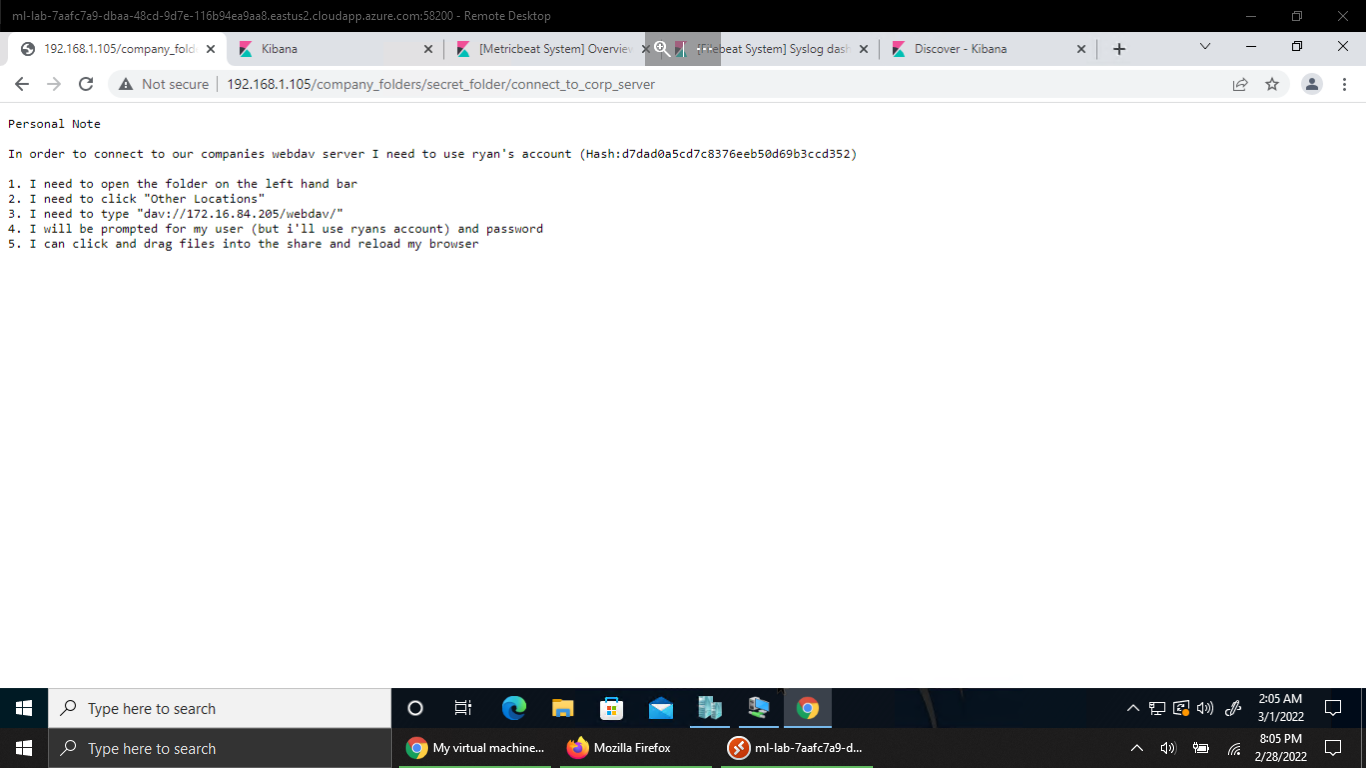 ml-lab-7aafc7a9-dbaa-48cd-9d7e-116b94ea9aa8.eastus2.cloudapp.azure.com:58200 - Remote Desktop
192.168.1.105/company_fold
Kibana
[Metricbeat System] Overview
[Filebeat System] Syslog dash
Discover - Kibana
Not secure
192.168.1.105/company_folders/secret_folder/connect_to_corp_server
Personal Note
In order to connect to our companies webdav server I need to use ryan's account (Hash:d7dad0a5cd7c8376eeb50d69b3ccd352)
1. I need to open the folder on the left hand bar
2. I need to click "Other Locations"
3. I need to type "dav://172.16.84.205/webdav/"
4. I will be prompted for my user (but i'll use ryans account) and password
5. I can click and drag files into the share and reload my browser
Type here to search
2:05 AM
3/1/2022
Type here to search
My virtual machine...
Mozilla Firefox
ml-lab-7aafc7a9-d...
8:05 PM
2/28/2022